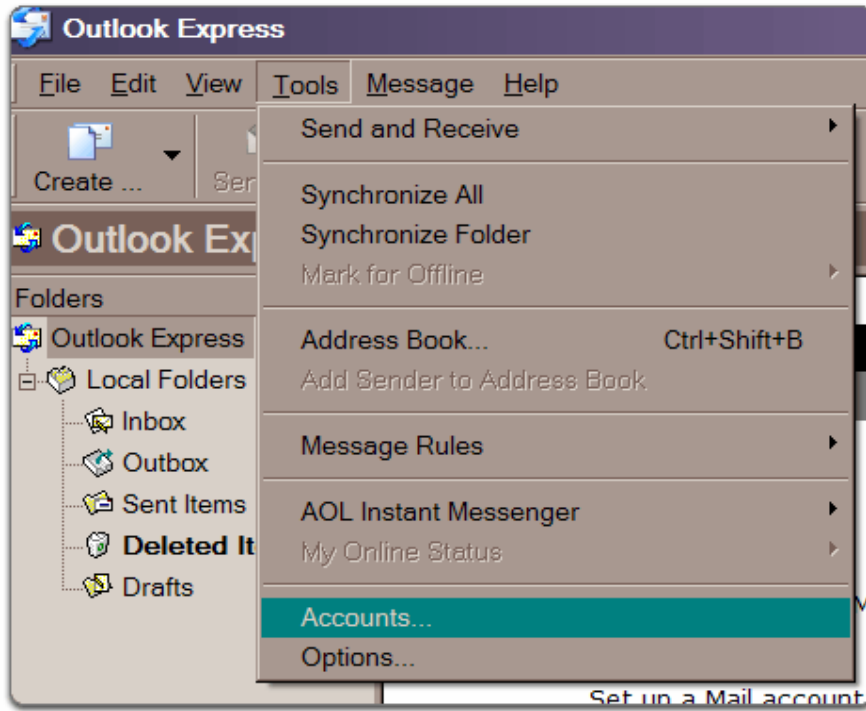 Outlook Express
File Edit View Tools Message Help
Create ... Ser
Outlook Ex
Folders
Outlook Express
Local Folders
Inbox
Outbox
Sent Items
Deleted It
Drafts
Send and Receive
Synchronize All
Synchronize Folder
Mark for Offline
Address Book... Ctrl+Shift+B
Add Sender to Address Book
Message Rules
AOL Instant Messenger
My Online Status
Accounts...
Options...
Set up a Mail account